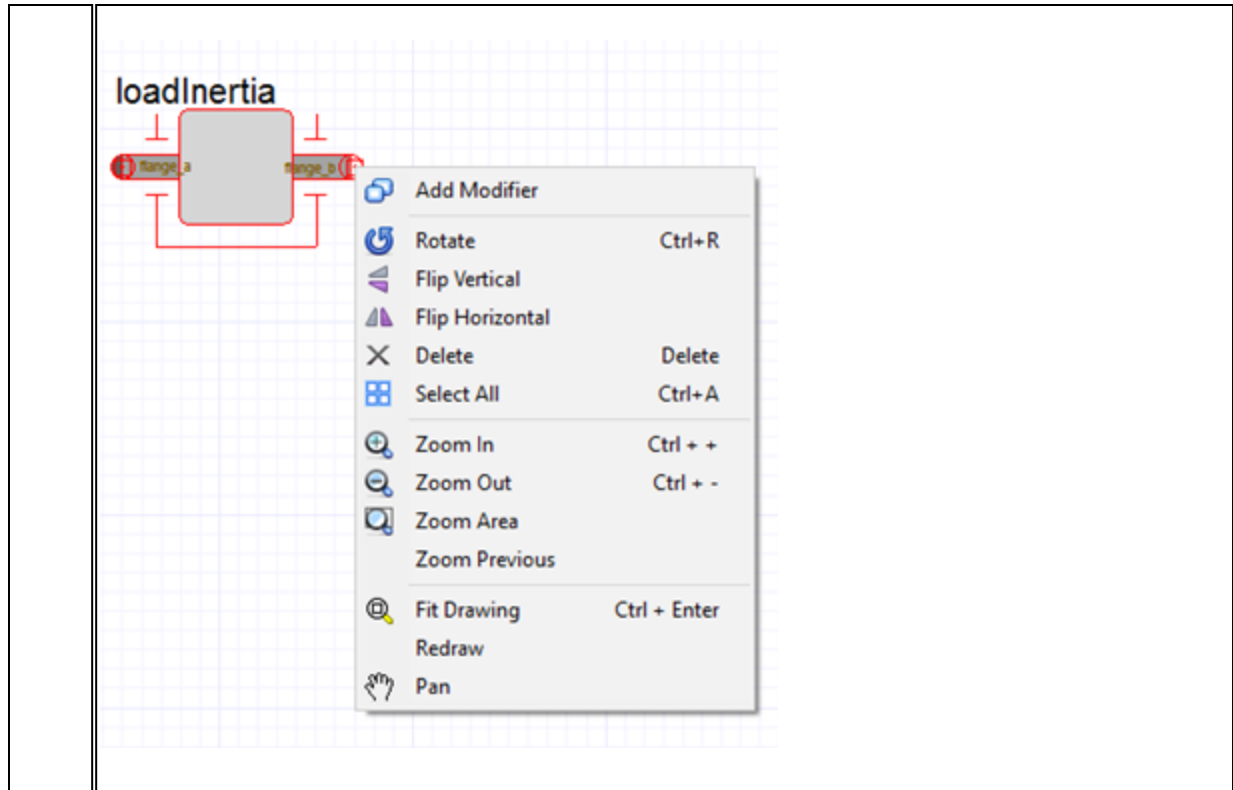 loadInertia
flange_a flange_b
Add Modifier
Rotate Ctrl+R
Flip Vertical
Flip Horizontal
Delete Delete
Select All Ctrl+A
Zoom In Ctrl + +
Zoom Out Ctrl + -
Zoom Area
Zoom Previous
Fit Drawing Ctrl + Enter
Redraw
Pan